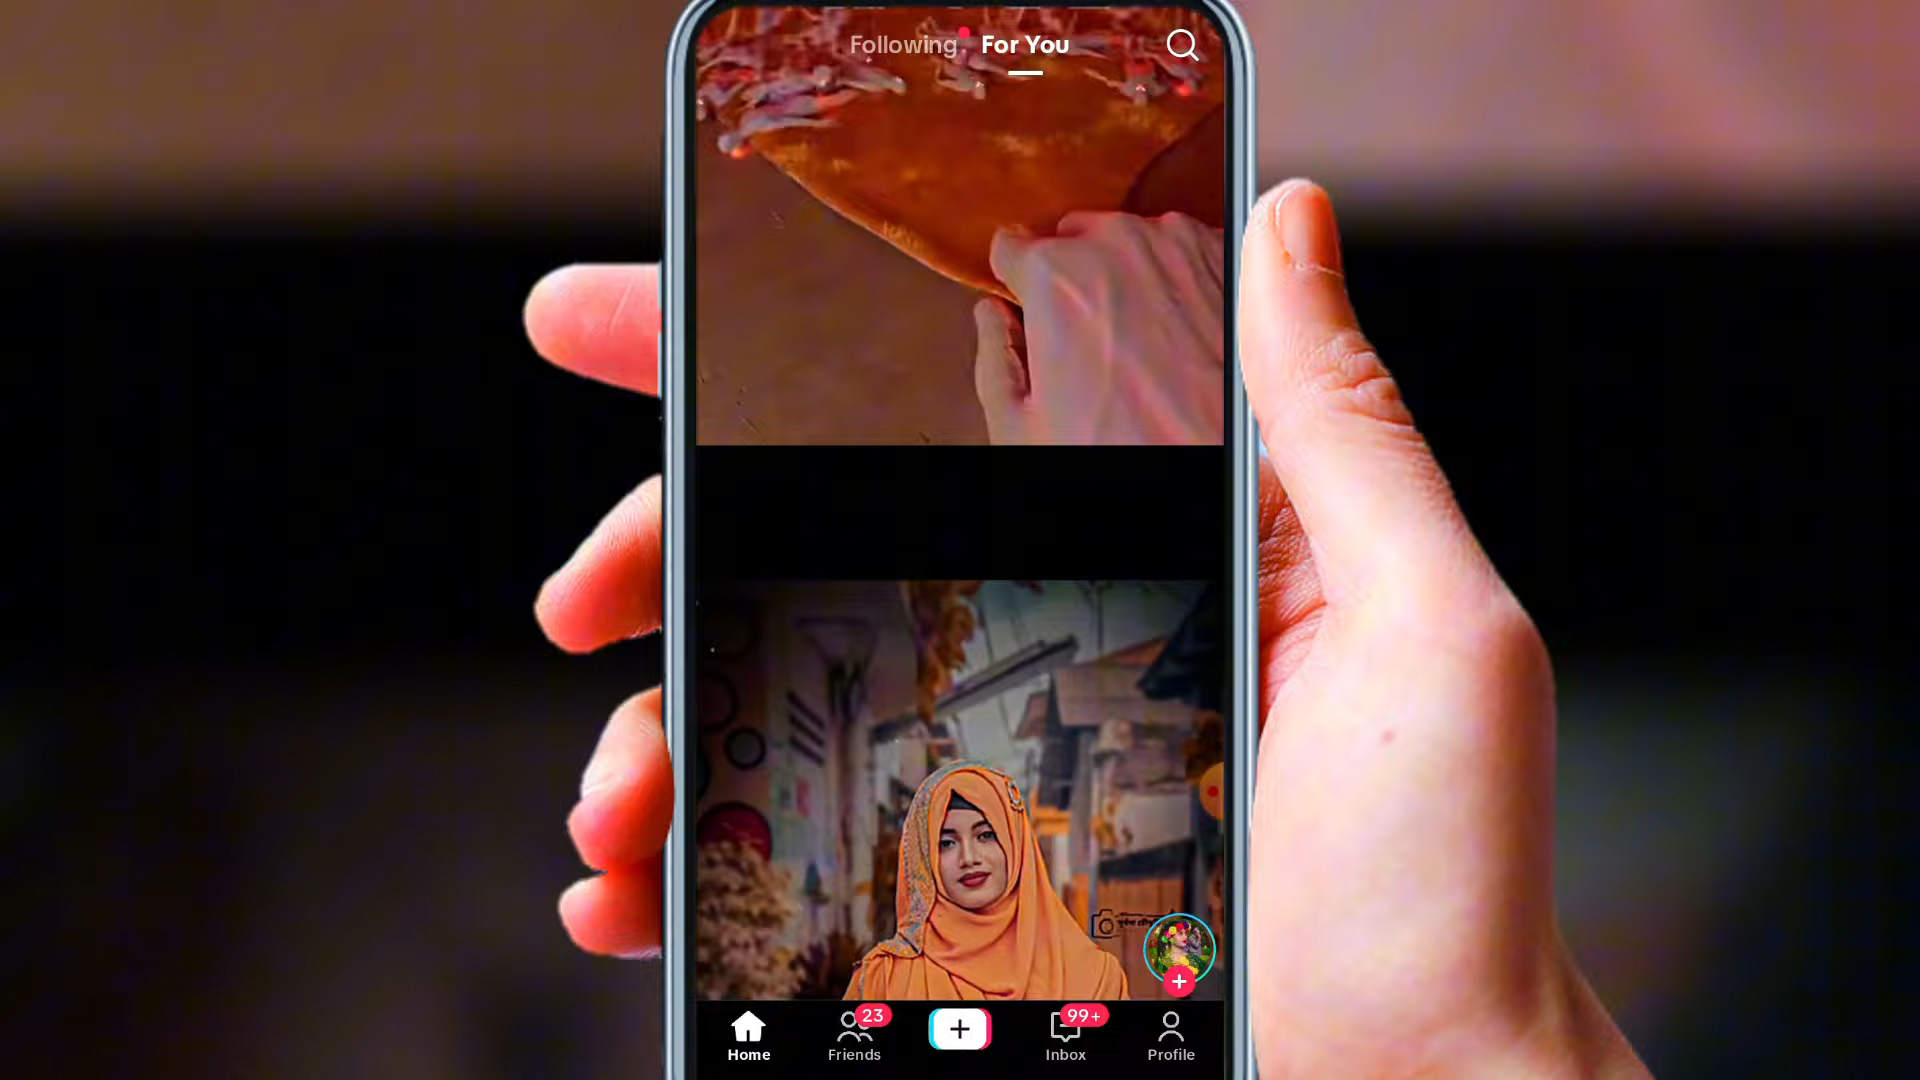 Following
For You
23
99+
Home
Friends
Inbox
Profile